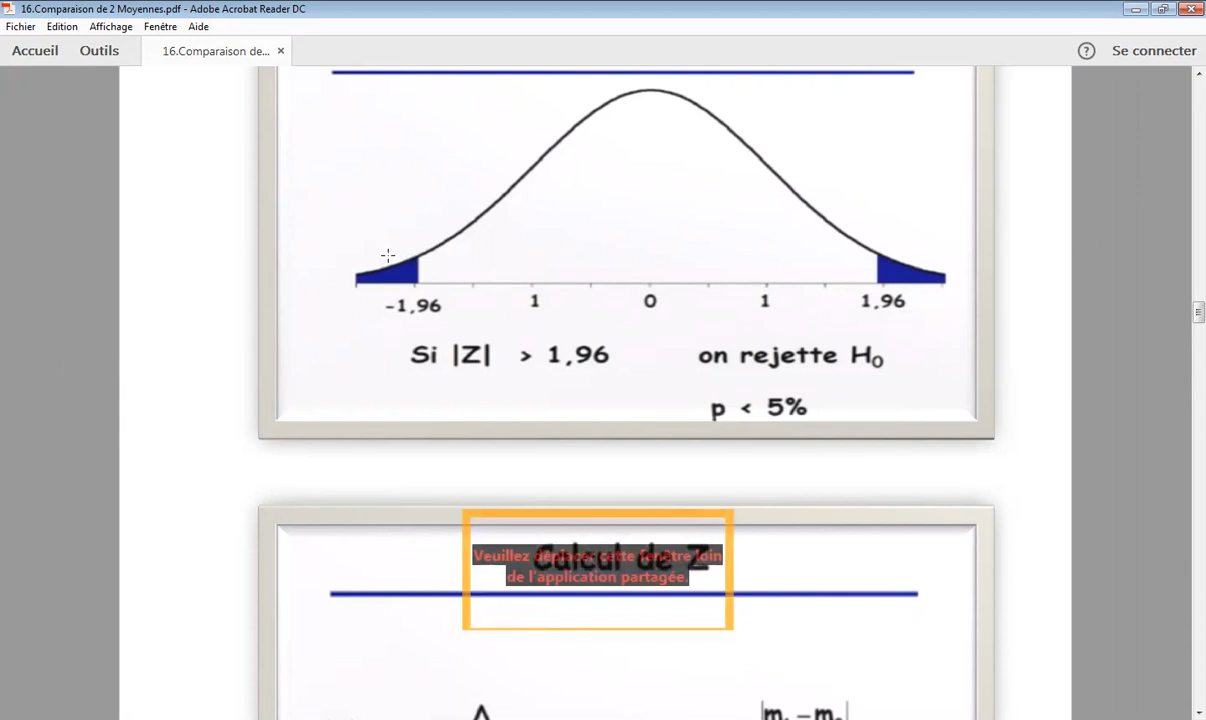 16.Comparaison de 2 Moyennes.pdf - Adobe Acrobat Reader DC
Fichier Edition Affichage Fenêtre Aide
Accueil Outils 16.Comparaison de... × ? Se connecter
-1,96 1 0 1 1,96
Si |Z| > 1,96 on rejette H₀
p < 5%
Calcul de Z
Veuillez déplacer cette fenêtre loin
de l'application partagée.